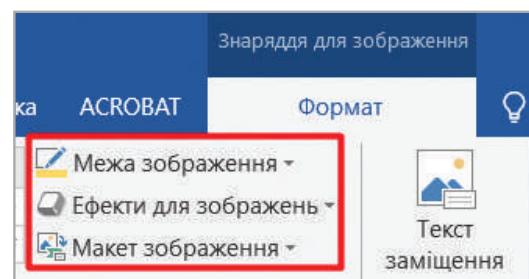 Знаряддя для зображення
ка ACROBAT Формат
Межа зображення
Ефекти для зображень
Макет зображення
Текст
заміщення